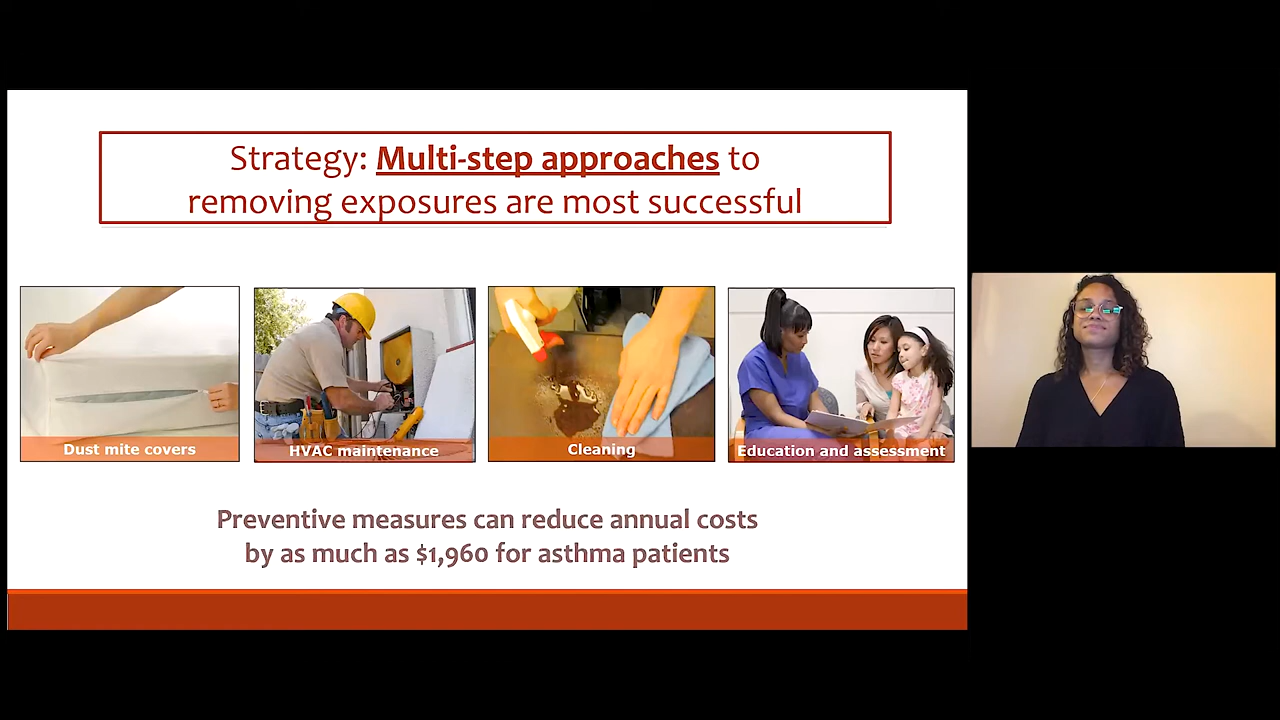 Strategy: Multi-step approaches to
removing exposures are most successful
Dust mite covers
HVAC maintenance
Cleaning
Education and assessment
Preventive measures can reduce annual costs
by as much as $1,960 for asthma patients